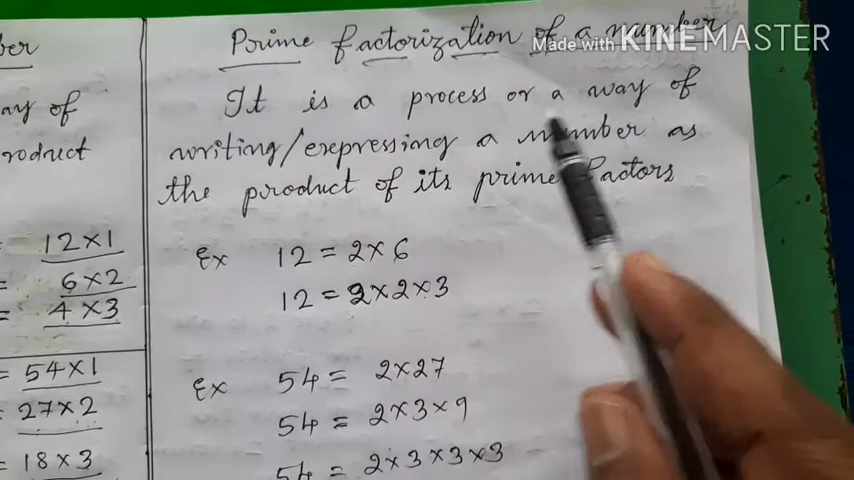 ber
ay of
roduct
= 12×1
= 6×2
= 4×3
= 54×1
= 27×2
= 18×3
Prime factorization of a number
Made with KINEMASTER
It is a process or a way of
writing/expressing a number as
the product of its prime factors
Ex 12 = 2×6
12 = 2×2×3
Ex 54 = 2×27
54 = 2×3×9
54 = 2×3×3×3